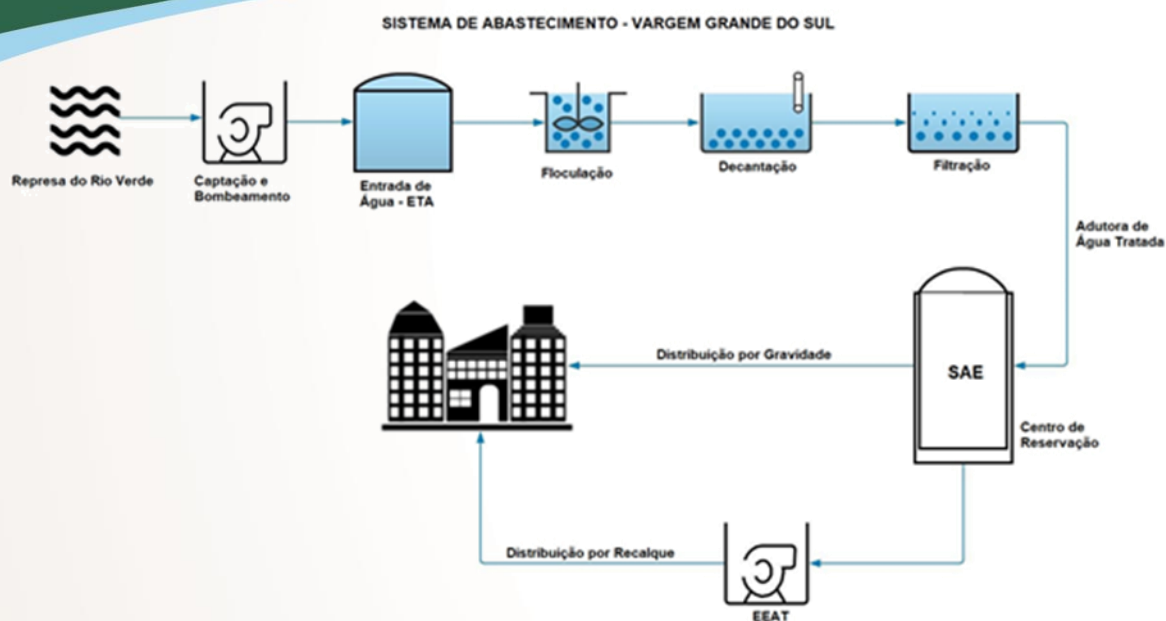 SISTEMA DE ABASTECIMENTO - VARGEM GRANDE DO SUL
Represa do Rio Verde
Captação e
Bombeamento
Entrada de
Água - ETA
Floculação
Decantação
Filtração
Adutora de
Água Tratada
Distribuição por Gravidade
SAE
Centro de
Reservação
Distribuição por Recalque
EEAT